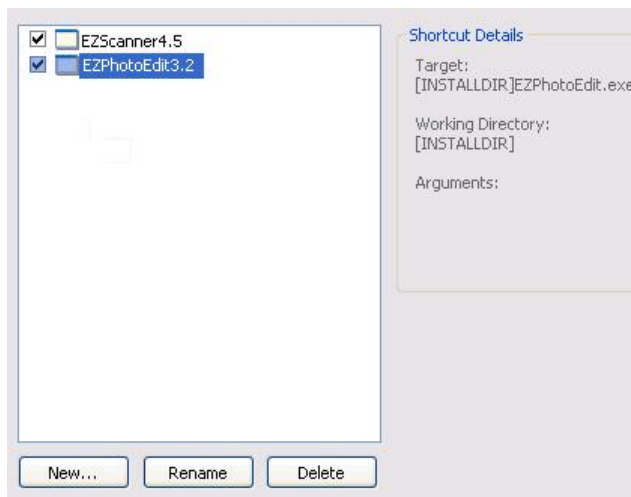 EZScanner4.5
EZPhotoEdit3.2
Shortcut Details
Target:
[INSTALLDIR]EZPhotoEdit.exe
Working Directory:
[INSTALLDIR]
Arguments:
New...
Rename
Delete